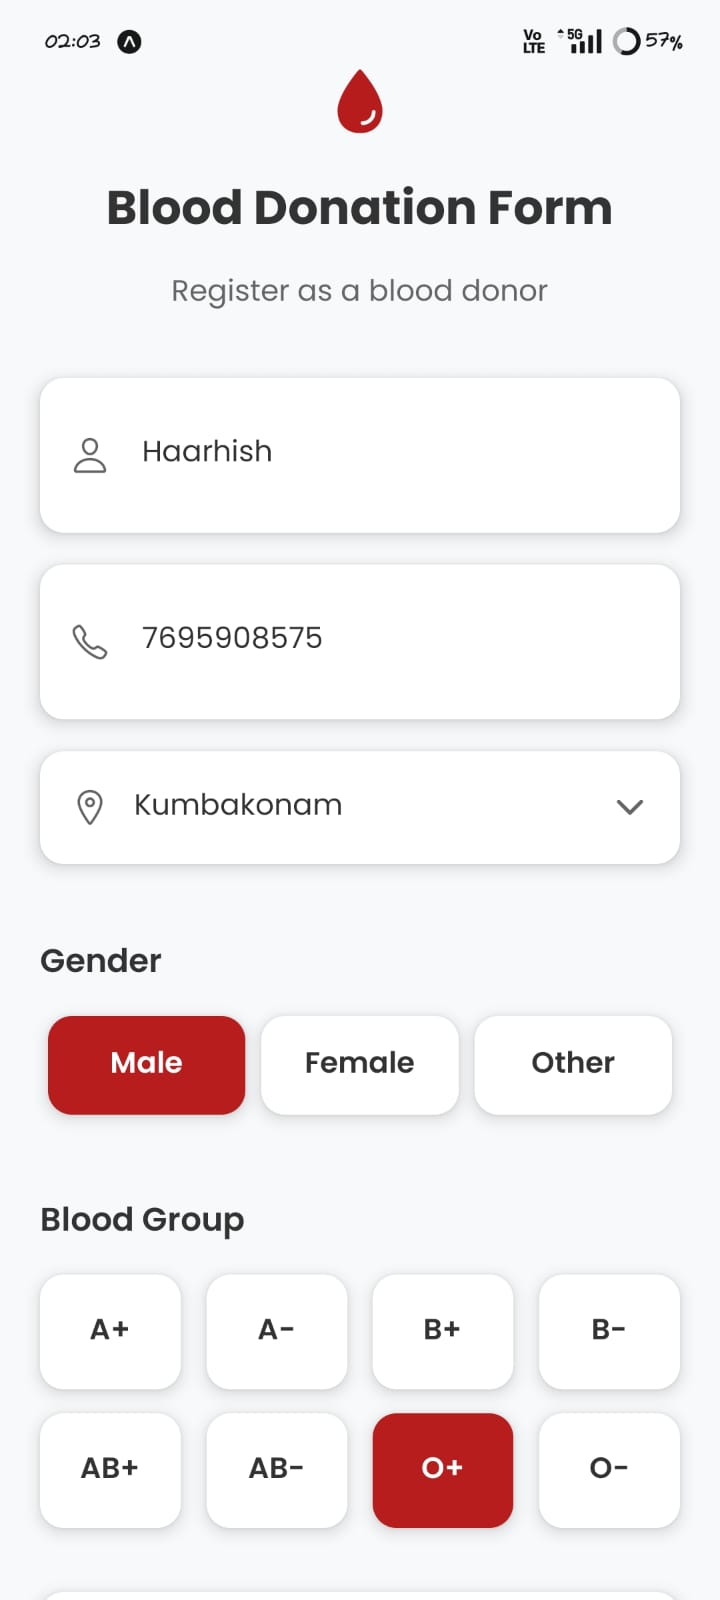 02:03 Vo LTE 5G 57%
Blood Donation Form
Register as a blood donor
Haarhish
7695908575
Kumbakonam
Gender
Male Female Other
Blood Group
A+ A- B+ B-
AB+ AB- O+ O-